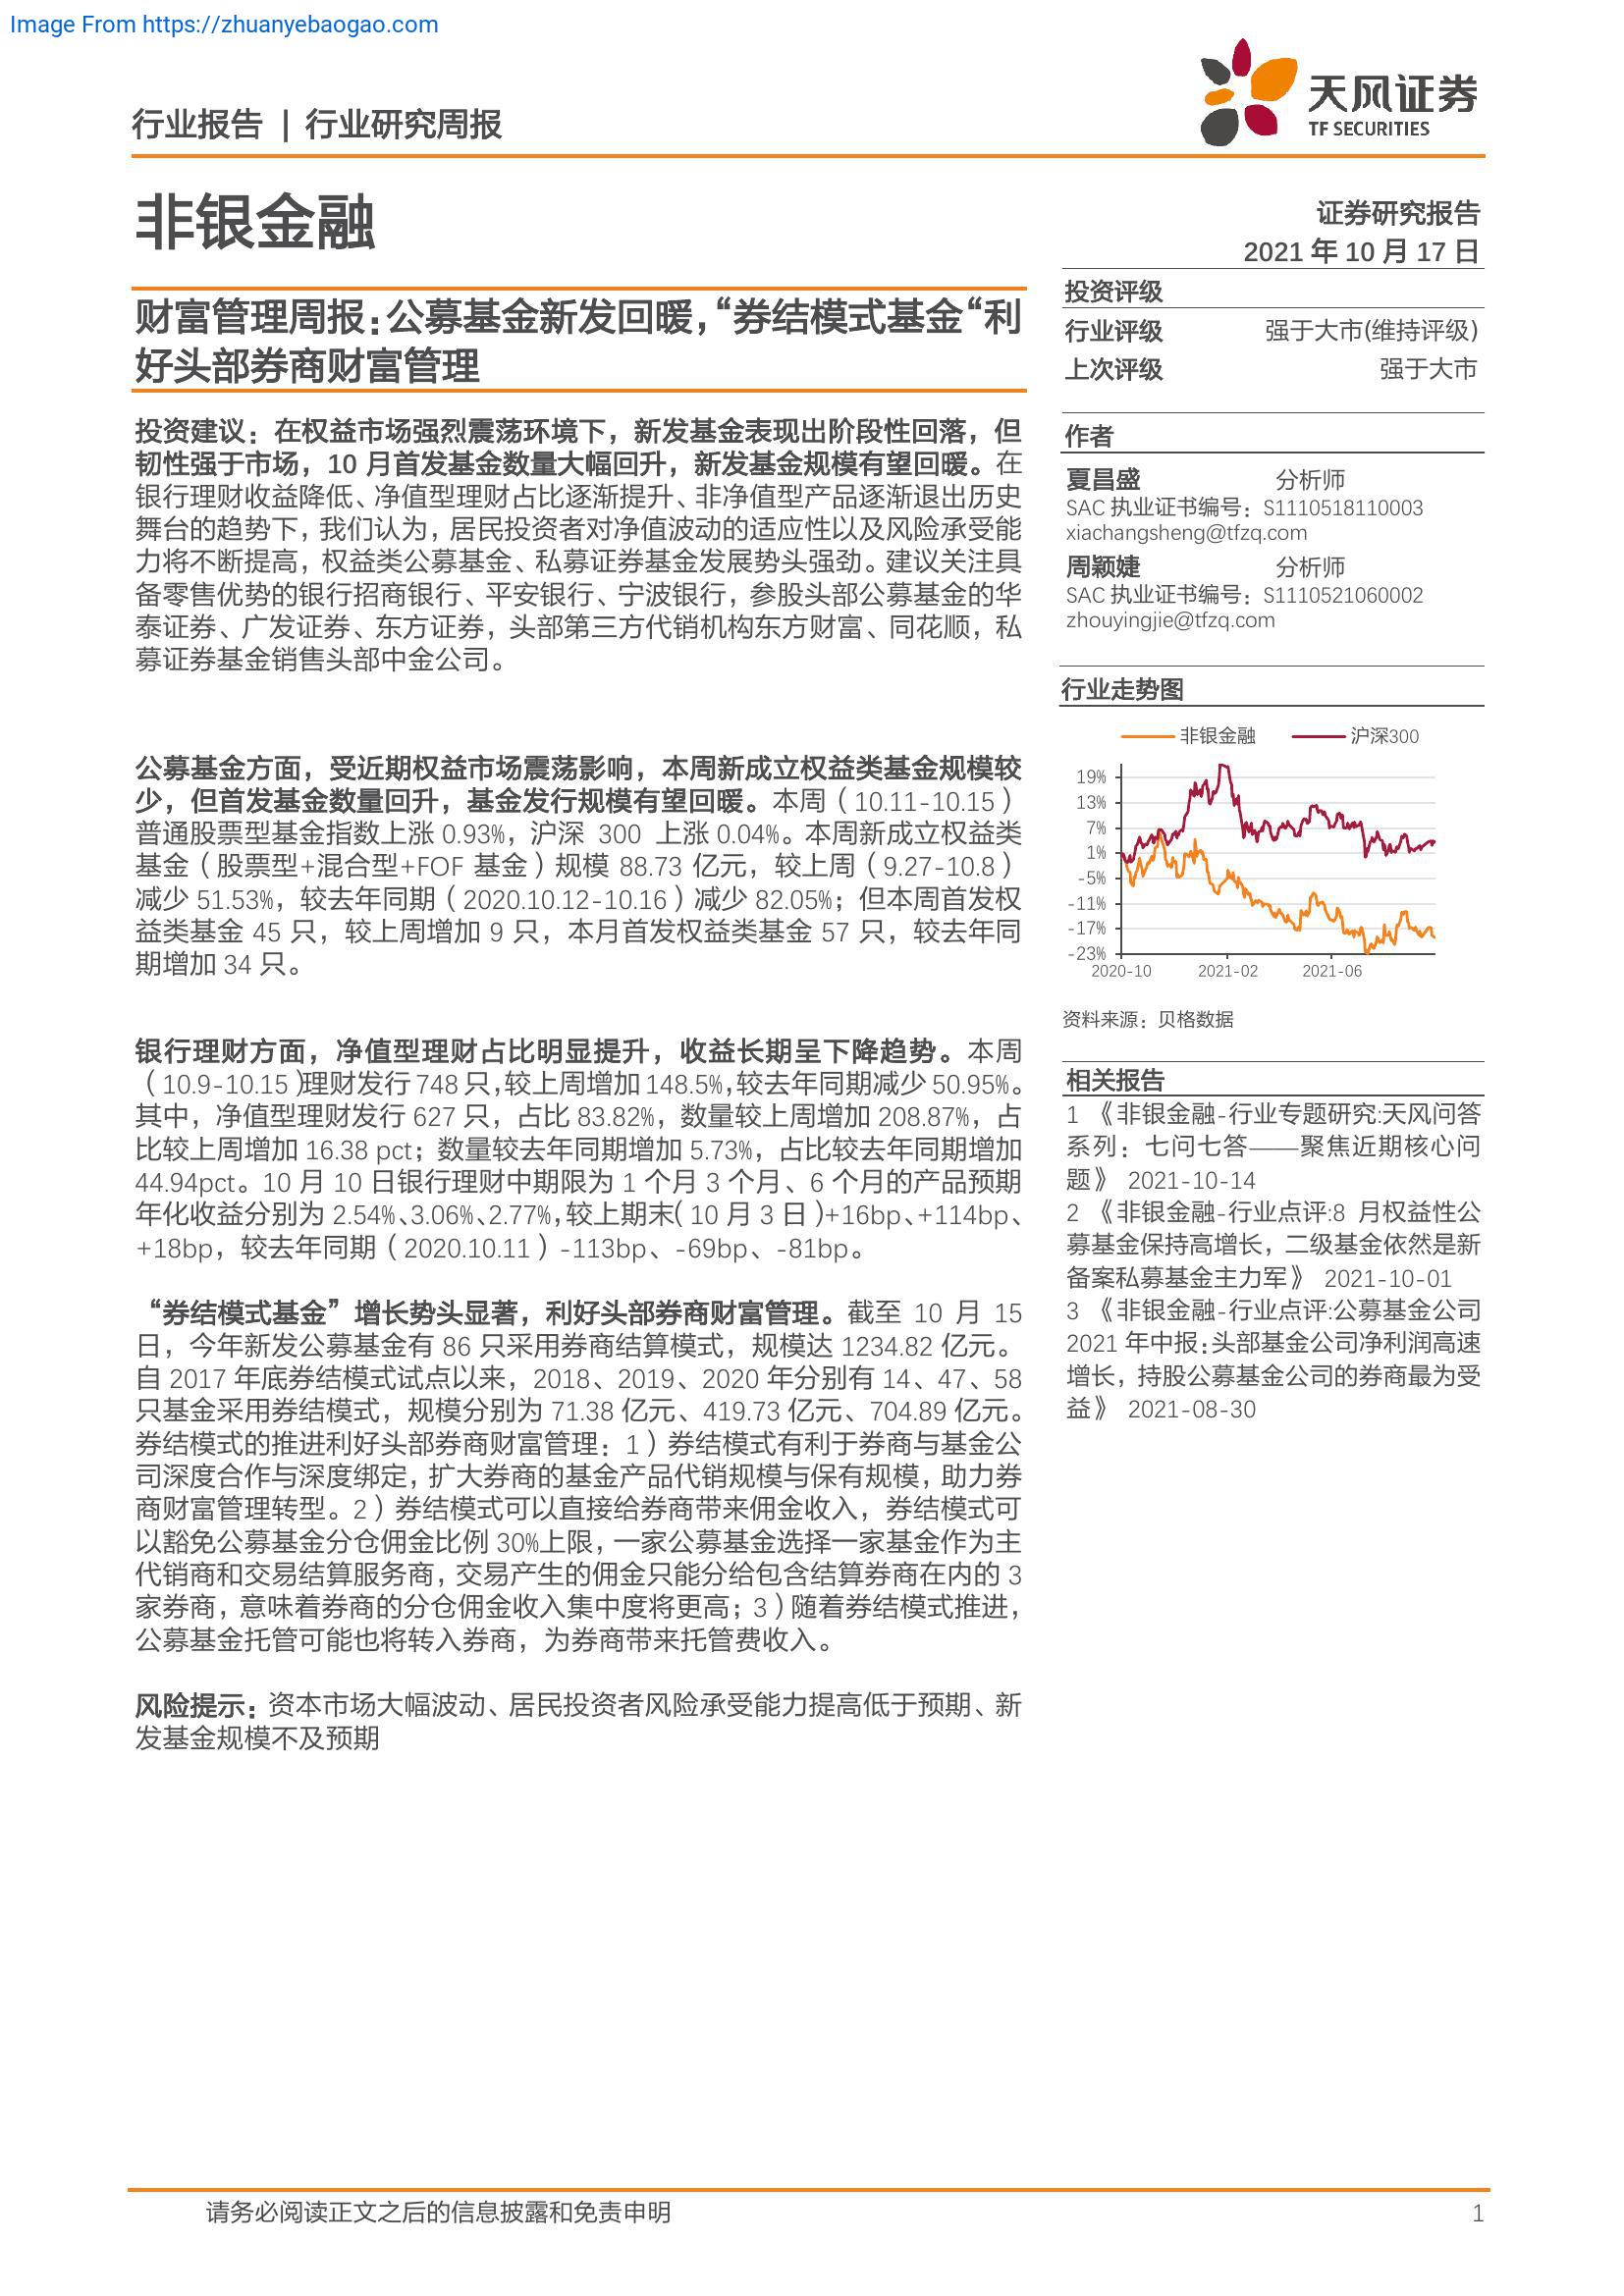 Image From https://zhuanyebaogao.com
行业报告 | 行业研究周报
天风证券
TF SECURITIES
非银金融
证券研究报告
2021 年 10 月 17 日
财富管理周报：公募基金新发回暖，“券结模式基金“利
好头部券商财富管理
投资建议：在权益市场强烈震荡环境下，新发基金表现出阶段性回落，但
韧性强于市场，10 月首发基金数量大幅回升，新发基金规模有望回暖。在
银行理财收益降低、净值型理财占比逐渐提升、非净值型产品逐渐退出历史
舞台的趋势下，我们认为，居民投资者对净值波动的适应性以及风险承受能
力将不断提高，权益类公募基金、私募证券基金发展势头强劲。建议关注具
备零售优势的银行招商银行、平安银行、宁波银行，参股头部公募基金的华
泰证券、广发证券、东方证券，头部第三方代销机构东方财富、同花顺，私
募证券基金销售头部中金公司。
公募基金方面，受近期权益市场震荡影响，本周新成立权益类基金规模较
少，但首发基金数量回升，基金发行规模有望回暖。本周（10.11-10.15）
普通股票型基金指数上涨 0.93%，沪深 300 上涨 0.04%。本周新成立权益类
基金（股票型+混合型+FOF 基金）规模 88.73 亿元，较上周（9.27-10.8）
减少 51.53%，较去年同期（2020.10.12-10.16）减少 82.05%；但本周首发权
益类基金 45 只，较上周增加 9 只，本月首发权益类基金 57 只，较去年同
期增加 34 只。
银行理财方面，净值型理财占比明显提升，收益长期呈下降趋势。本周
（10.9-10.15）理财发行 748 只，较上周增加 148.5%，较去年同期减少 50.95%。
其中，净值型理财发行 627 只，占比 83.82%，数量较上周增加 208.87%，占
比较上周增加 16.38 pct；数量较去年同期增加 5.73%，占比较去年同期增加
44.94pct。10 月 10 日银行理财中期限为 1 个月 3 个月、6 个月的产品预期
年化收益分别为 2.54%、3.06%、2.77%，较上期末（10 月 3 日）+16bp、+114bp、
+18bp，较去年同期（2020.10.11）-113bp、-69bp、-81bp。
“券结模式基金”增长势头显著，利好头部券商财富管理。截至 10 月 15
日，今年新发公募基金有 86 只采用券商结算模式，规模达 1234.82 亿元。
自 2017 年底券结模式试点以来，2018、2019、2020 年分别有 14、47、58
只基金采用券结模式，规模分别为 71.38 亿元、419.73 亿元、704.89 亿元。
券结模式的推进利好头部券商财富管理：1）券结模式有利于券商与基金公
司深度合作与深度绑定，扩大券商的基金产品代销规模与保有规模，助力券
商财富管理转型。2）券结模式可以直接给券商带来佣金收入，券结模式可
以豁免公募基金分仓佣金比例 30%上限，一家公募基金选择一家基金作为主
代销商和交易结算服务商，交易产生的佣金只能分给包含结算券商在内的 3
家券商，意味着券商的分仓佣金收入集中度将更高；3）随着券结模式推进，
公募基金托管可能也将转入券商，为券商带来托管费收入。
风险提示：资本市场大幅波动、居民投资者风险承受能力提高低于预期、新
发基金规模不及预期
投资评级
行业评级 强于大市(维持评级)
上次评级 强于大市
作者
夏昌盛 分析师
SAC 执业证书编号：S1110518110003
xiachangsheng@tfzq.com
周颖婕 分析师
SAC 执业证书编号：S1110521060002
zhouyingjie@tfzq.com
行业走势图
非银金融 沪深300
19%
13%
7%
1%
-5%
-11%
-17%
-23%
2020-10 2021-02 2021-06
资料来源：贝格数据
相关报告
1 《非银金融-行业专题研究:天风问答
系列：七问七答——聚焦近期核心问
题》 2021-10-14
2 《非银金融-行业点评:8 月权益性公
募基金保持高增长，二级基金依然是新
备案私募基金主力军》 2021-10-01
3 《非银金融-行业点评:公募基金公司
2021 年中报：头部基金公司净利润高速
增长，持股公募基金公司的券商最为受
益》 2021-08-30
请务必阅读正文之后的信息披露和免责申明 1